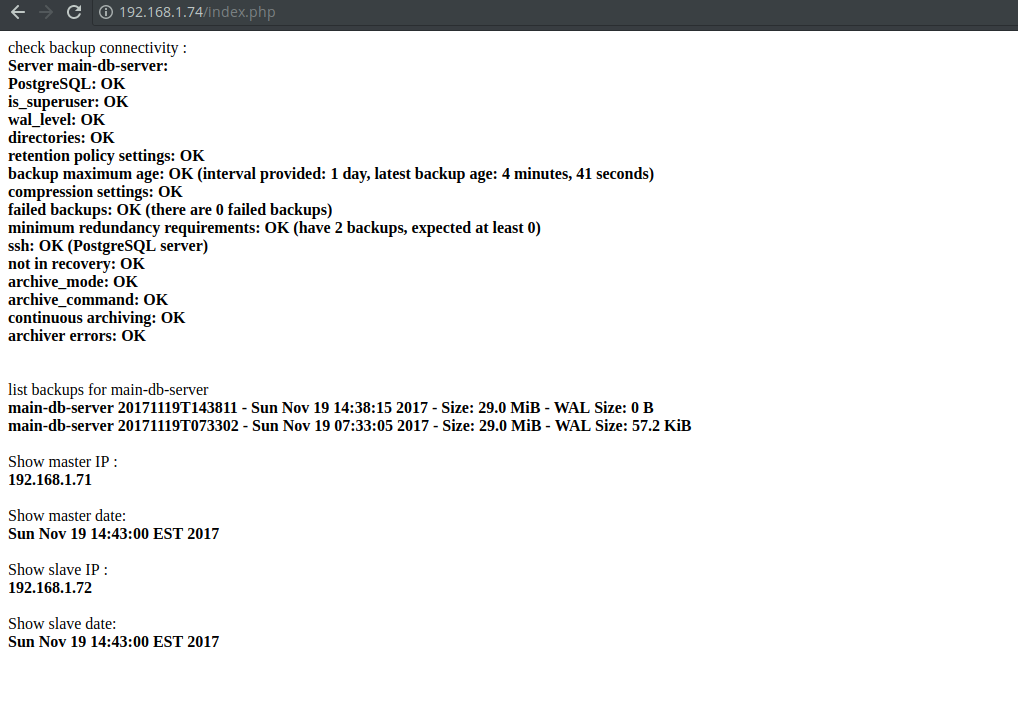 192.168.1.74/index.php
check backup connectivity :
Server main-db-server:
PostgreSQL: OK
is_superuser: OK
wal_level: OK
directories: OK
retention policy settings: OK
backup maximum age: OK (interval provided: 1 day, latest backup age: 4 minutes, 41 seconds)
compression settings: OK
failed backups: OK (there are 0 failed backups)
minimum redundancy requirements: OK (have 2 backups, expected at least 0)
ssh: OK (PostgreSQL server)
not in recovery: OK
archive_mode: OK
archive_command: OK
continuous archiving: OK
archiver errors: OK
list backups for main-db-server
main-db-server 20171119T143811 - Sun Nov 19 14:38:15 2017 - Size: 29.0 MiB - WAL Size: 0 B
main-db-server 20171119T073302 - Sun Nov 19 07:33:05 2017 - Size: 29.0 MiB - WAL Size: 57.2 KiB
Show master IP :
192.168.1.71
Show master date:
Sun Nov 19 14:43:00 EST 2017
Show slave IP :
192.168.1.72
Show slave date:
Sun Nov 19 14:43:00 EST 2017